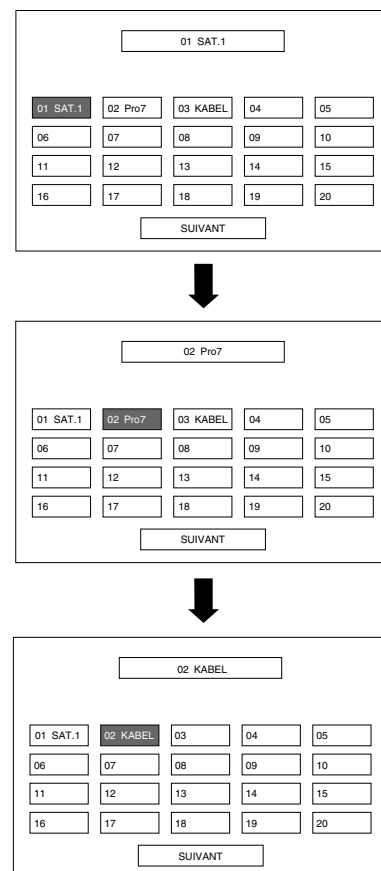 01 SAT.1
01 SAT.1 02 Pro7 03 KABEL 04 05
06 07 08 09 10
11 12 13 14 15
16 17 18 19 20
SUIVANT
02 Pro7
01 SAT.1 02 Pro7 03 KABEL 04 05
06 07 08 09 10
11 12 13 14 15
16 17 18 19 20
SUIVANT
02 KABEL
01 SAT.1 02 KABEL 03 04 05
06 07 08 09 10
11 12 13 14 15
16 17 18 19 20
SUIVANT